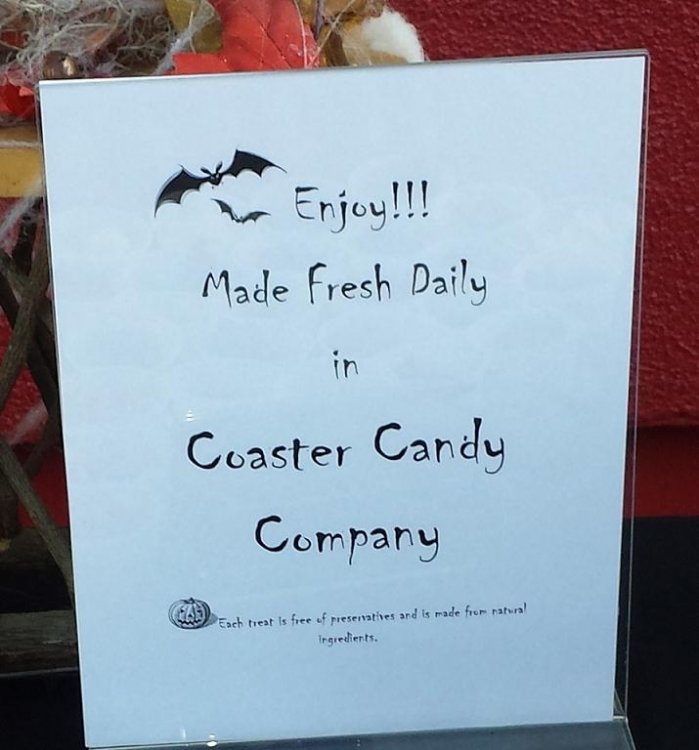 Enjoy!!!
Made Fresh Daily
in
Coaster Candy
Company
Each treat is free of preservatives and is made from natural
ingredients.